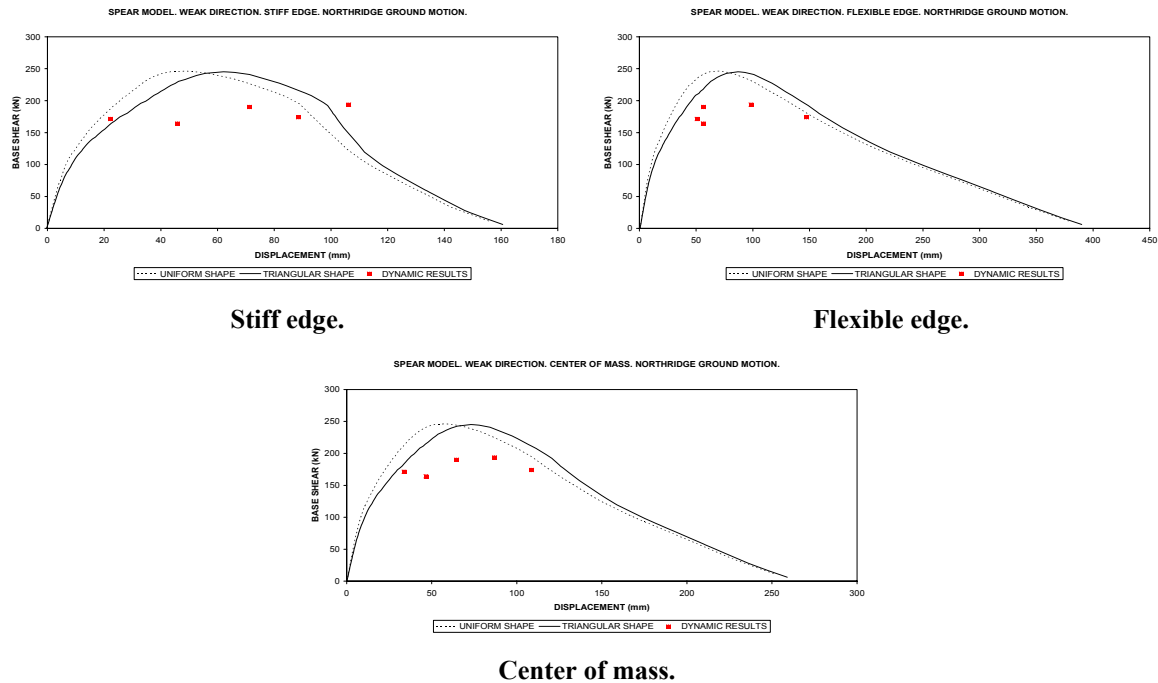 SPEAR MODEL. WEAK DIRECTION. STIFF EDGE. NORTHRIDGE GROUND MOTION.
300
250
200
150
100
50
0
BASE SHEAR (kN)
0 20 40 60 80 100 120 140 160 180
DISPLACEMENT (mm)
UNIFORM SHAPE TRIANGULAR SHAPE DYNAMIC RESULTS
Stiff edge.
SPEAR MODEL. WEAK DIRECTION. FLEXIBLE EDGE. NORTHRIDGE GROUND MOTION.
300
250
200
150
100
50
0
BASE SHEAR (kN)
0 50 100 150 200 250 300 350 400 450
DISPLACEMENT (mm)
UNIFORM SHAPE TRIANGULAR SHAPE DYNAMIC RESULTS
Flexible edge.
SPEAR MODEL. WEAK DIRECTION. CENTER OF MASS. NORTHRIDGE GROUND MOTION.
300
250
200
150
100
50
0
BASE SHEAR (kN)
0 50 100 150 200 250 300
DISPLACEMENT (mm)
UNIFORM SHAPE TRIANGULAR SHAPE DYNAMIC RESULTS
Center of mass.